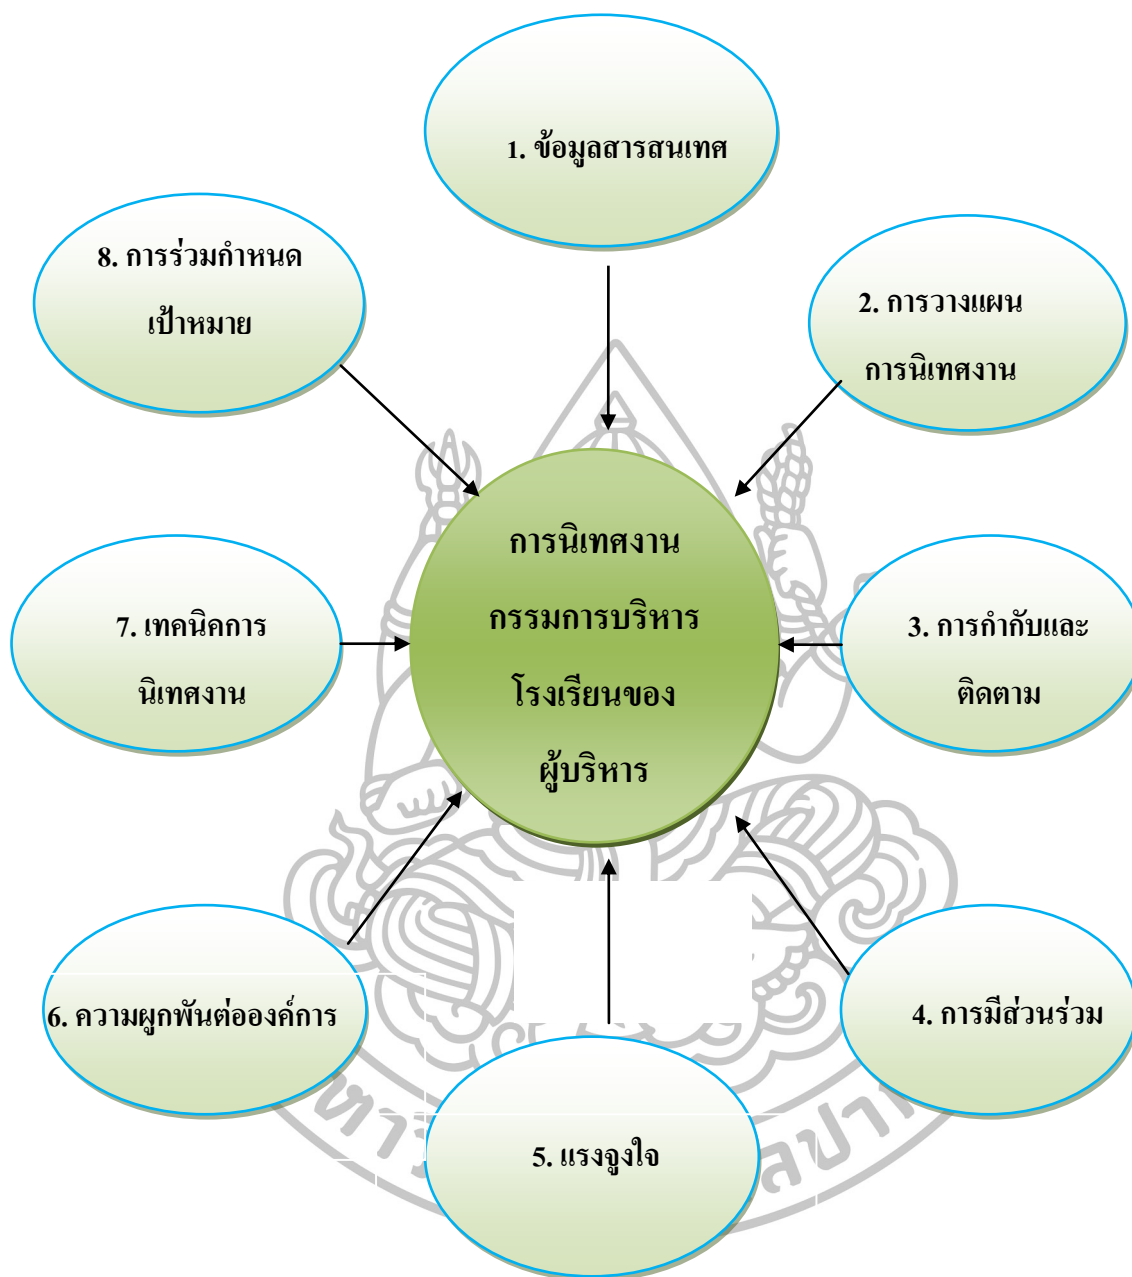 1. ข้อมูลสารสนเทศ
8. การร่วมกำหนด
เป้าหมาย
2. การวางแผน
การนิเทศงาน
การนิเทศงาน
กรรมการบริหาร
โรงเรียนของ
ผู้บริหาร
7. เทคนิคการ
นิเทศงาน
3. การกำกับและ
ติดตาม
6. ความผูกพันต่อองค์การ
4. การมีส่วนร่วม
5. แรงจูงใจ